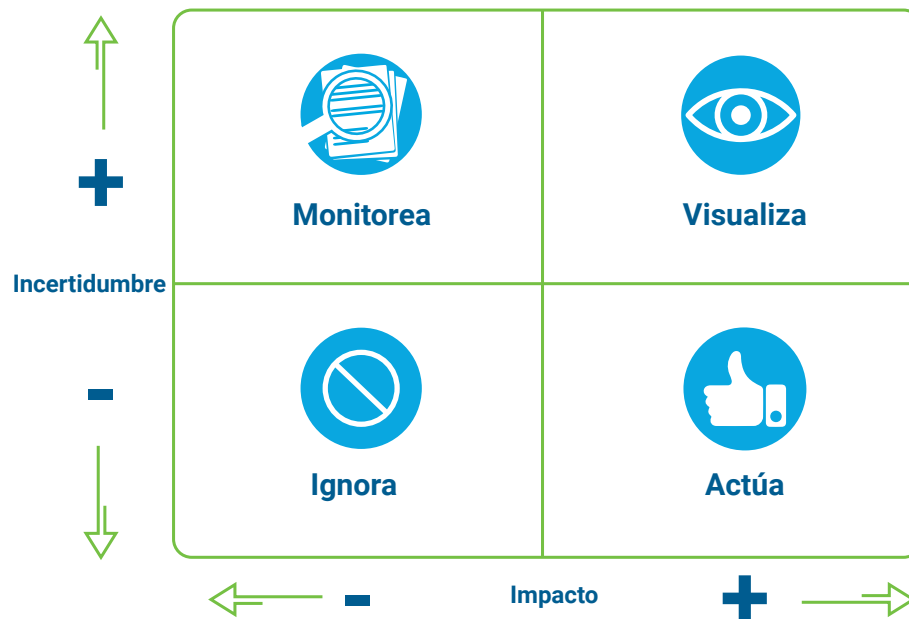 +
Monitorea
Visualiza
Incertidumbre
-
Ignora
Actúa
- Impacto +